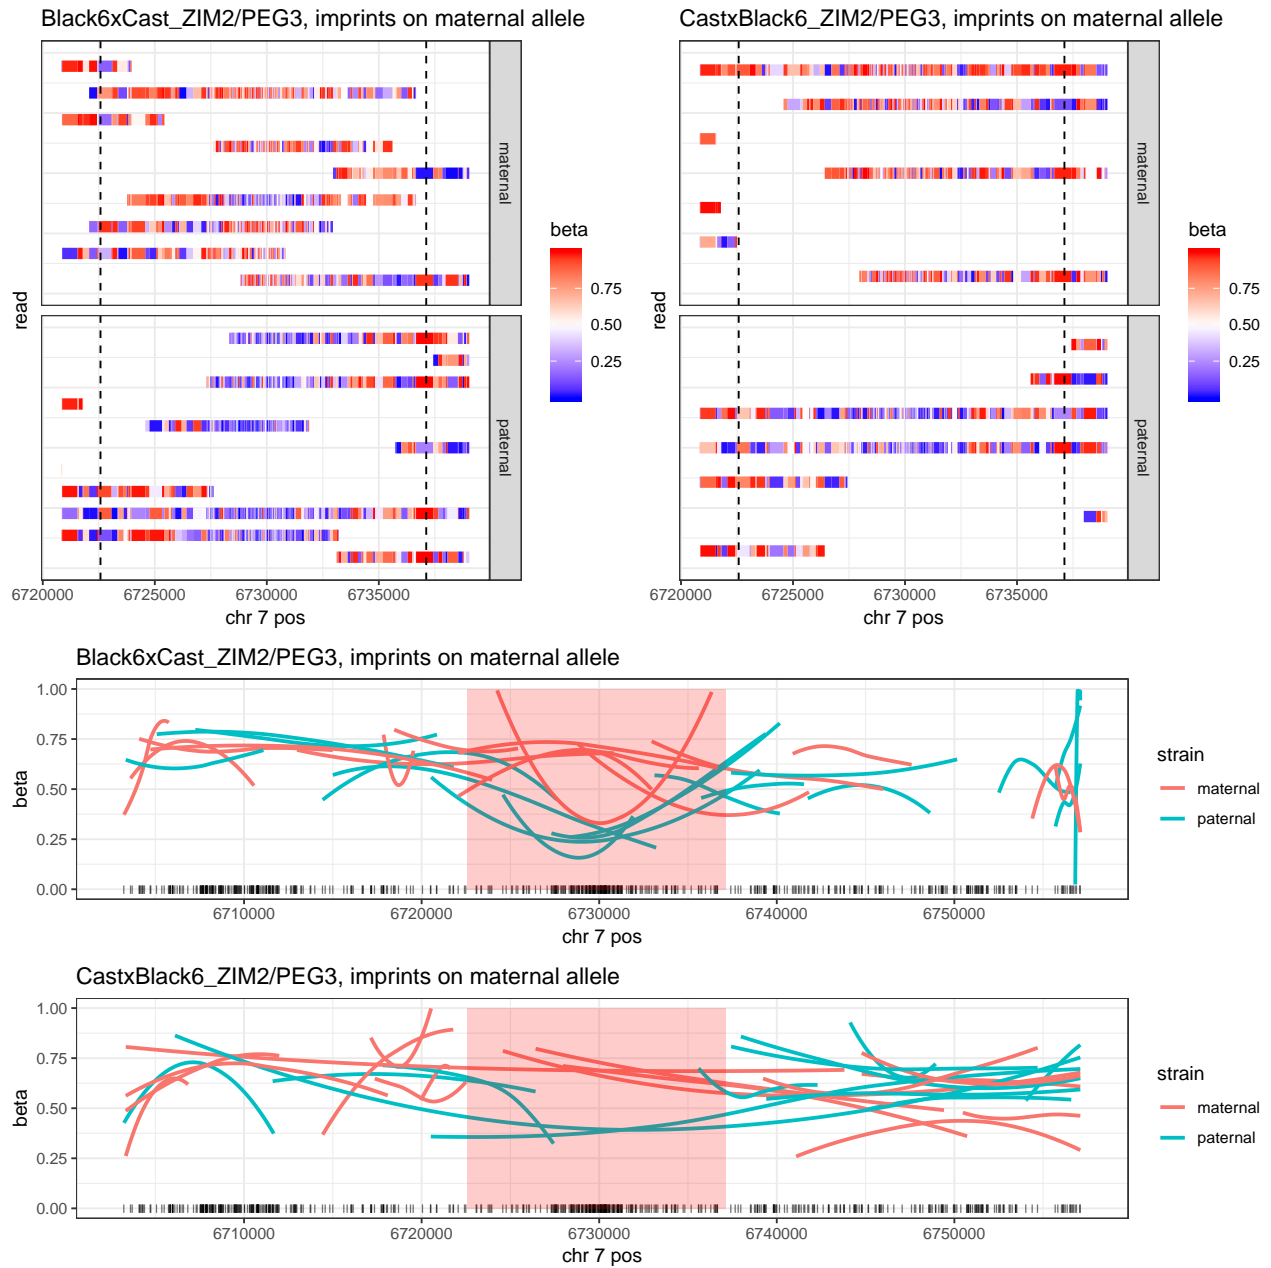 Black6xCast_ZIM2/PEG3, imprints on maternal allele
read
maternal
paternal
6720000 6725000 6730000 6735000
chr 7 pos
beta
0.75
0.50
0.25
CastxBlack6_ZIM2/PEG3, imprints on maternal allele
read
maternal
paternal
6720000 6725000 6730000 6735000
chr 7 pos
beta
0.75
0.50
0.25
Black6xCast_ZIM2/PEG3, imprints on maternal allele
beta
1.00
0.75
0.50
0.25
0.00
6710000 6720000 6730000 6740000 6750000
chr 7 pos
strain
maternal
paternal
CastxBlack6_ZIM2/PEG3, imprints on maternal allele
beta
1.00
0.75
0.50
0.25
0.00
6710000 6720000 6730000 6740000 6750000
chr 7 pos
strain
maternal
paternal